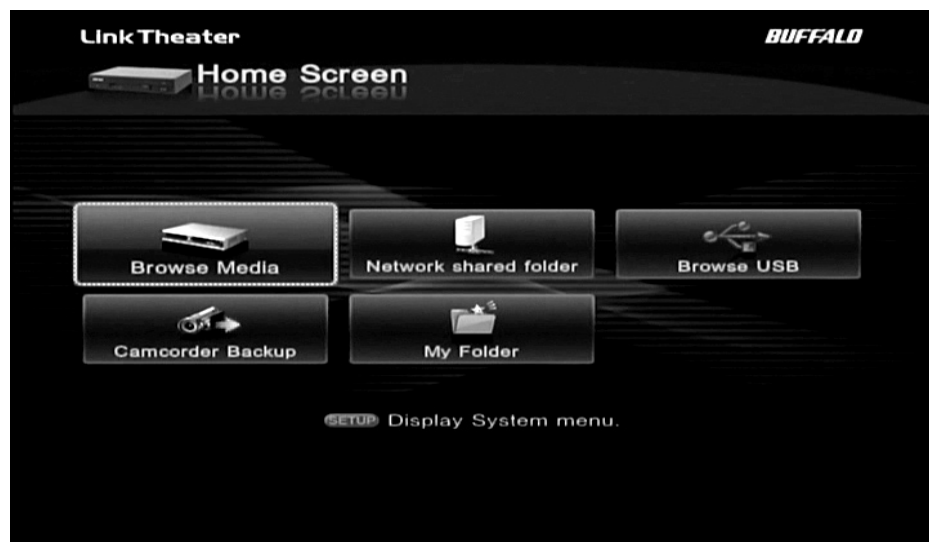 LinkTheater
BUFFALO
Home Screen
Browse Media
Network shared folder
Browse USB
Camcorder Backup
My Folder
SETUP Display System menu.